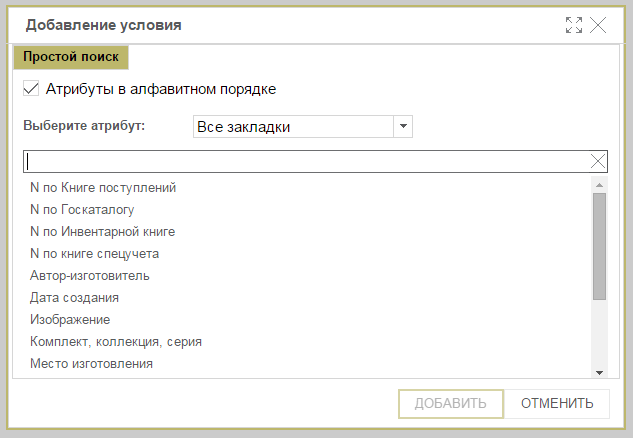 Добавление условия
Простой поиск
Атрибуты в алфавитном порядке
Выберите атрибут: Все закладки
N по Книге поступлений
N по Госкаталогу
N по Инвентарной книге
N по книге спецучета
Автор-изготовитель
Дата создания
Изображение
Комплект, коллекция, серия
Место изготовления
ДОБАВИТЬ ОТМЕНИТЬ